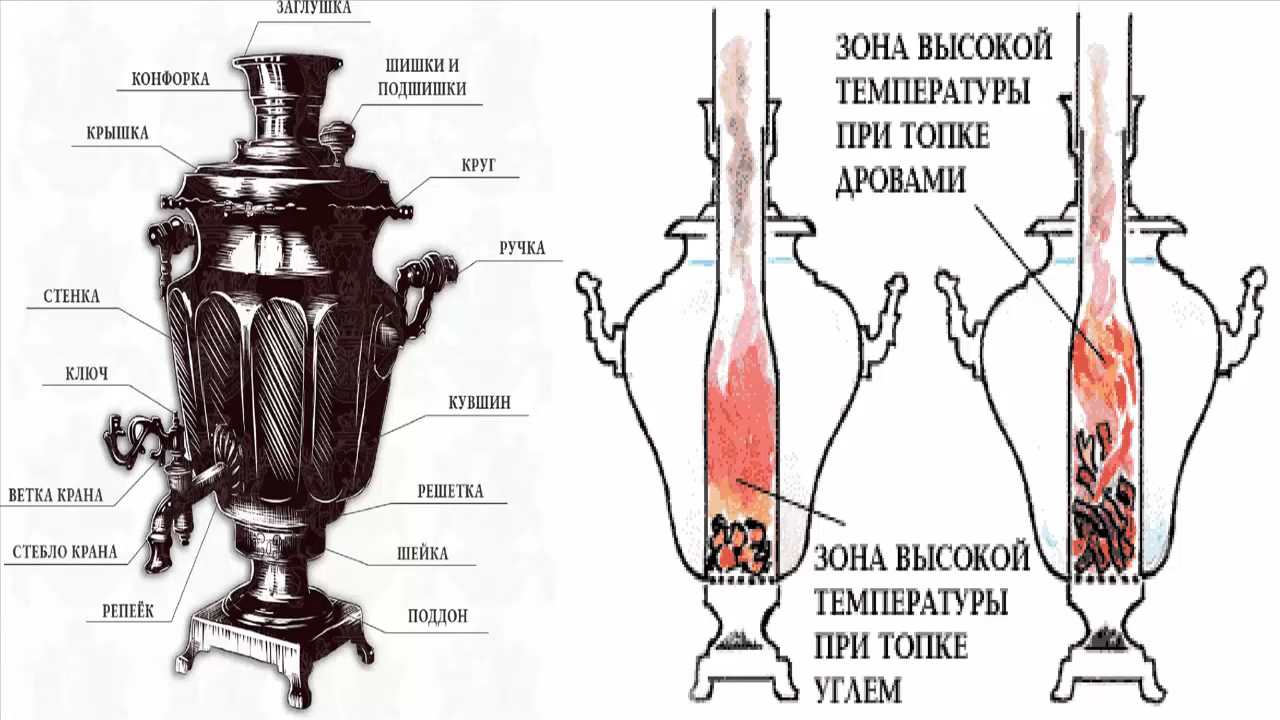 ЗАГЛУШКА
КОНФОРКА
ШИШКИ И
ПОДШИШКИ
КРЫШКА
КРУГ
РУЧКА
СТЕНКА
КЛЮЧ
КУВШИН
ВЕТКА КРАНА
РЕШЕТКА
СТЕБЛО КРАНА
ШЕЙКА
РЕПЕЁК
ПОДДОН
ЗОНА ВЫСОКОЙ
ТЕМПЕРАТУРЫ
ПРИ ТОПКЕ
ДРОВАМИ
ЗОНА ВЫСОКОЙ
ТЕМПЕРАТУРЫ
ПРИ ТОПКЕ
УГЛЕМ